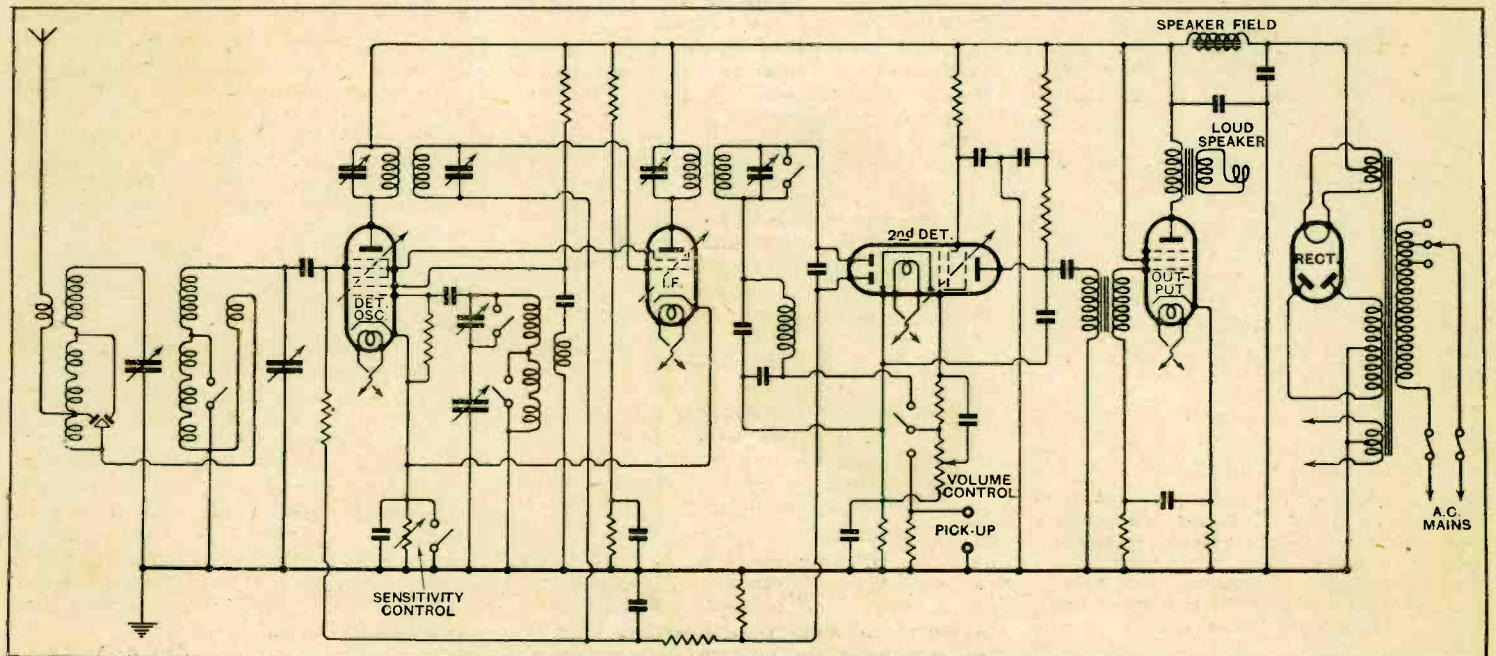 SPEAKER FIELD
LOUD
SPEAKER
2nd DET.
DET.
OSC.
I.F.
OUT-
PUT
RECT.
VOLUME
CONTROL
PICK-UP
A.C.
MAINS
SENSITIVITY
CONTROL